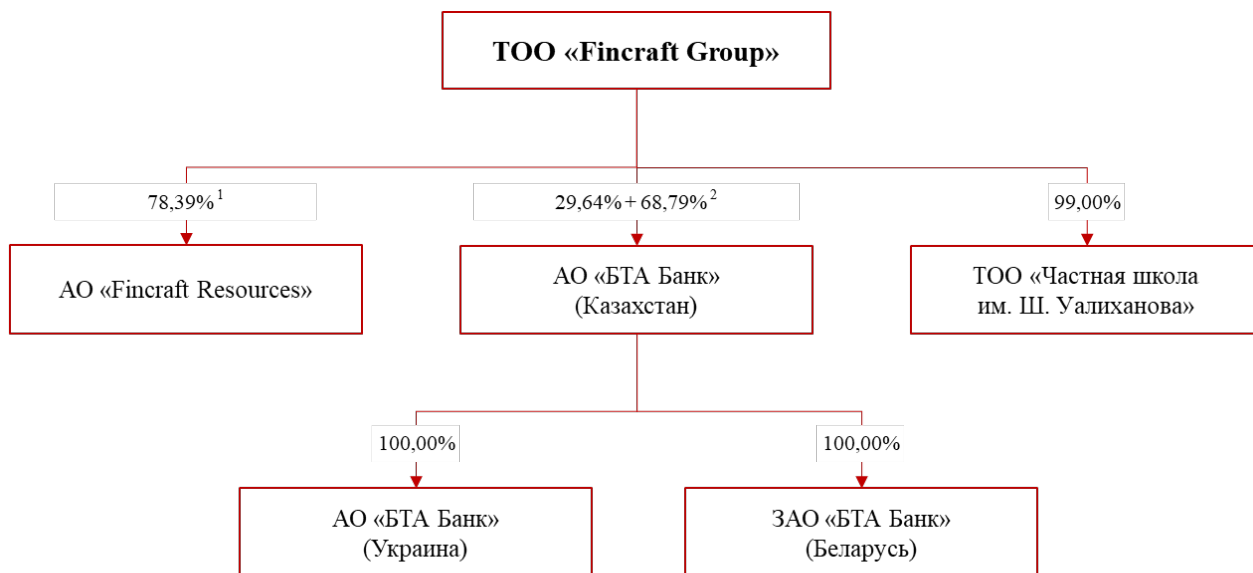 ТОО «Fincraft Group»
78,39%¹
29,64% + 68,79%²
99,00%
АО «Fincraft Resources»
АО «БТА Банк»
(Казахстан)
ТОО «Частная школа
им. Ш. Уалиханова»
100,00%
100,00%
АО «БТА Банк»
(Украина)
ЗАО «БТА Банк»
(Беларусь)